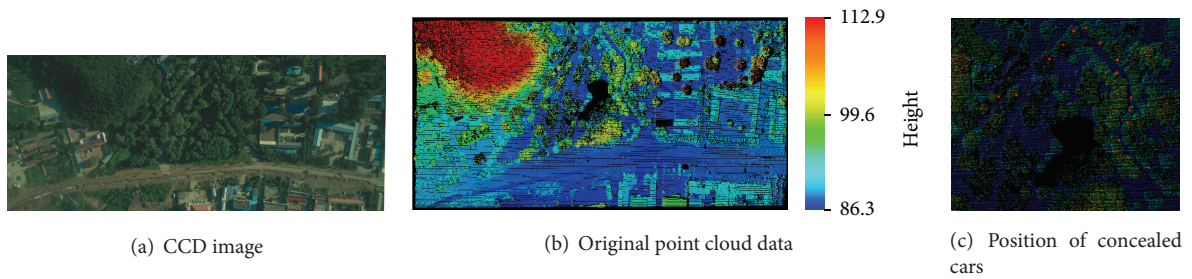 112.9
99.6
86.3
Height
(a) CCD image
(b) Original point cloud data
(c) Position of concealed
cars